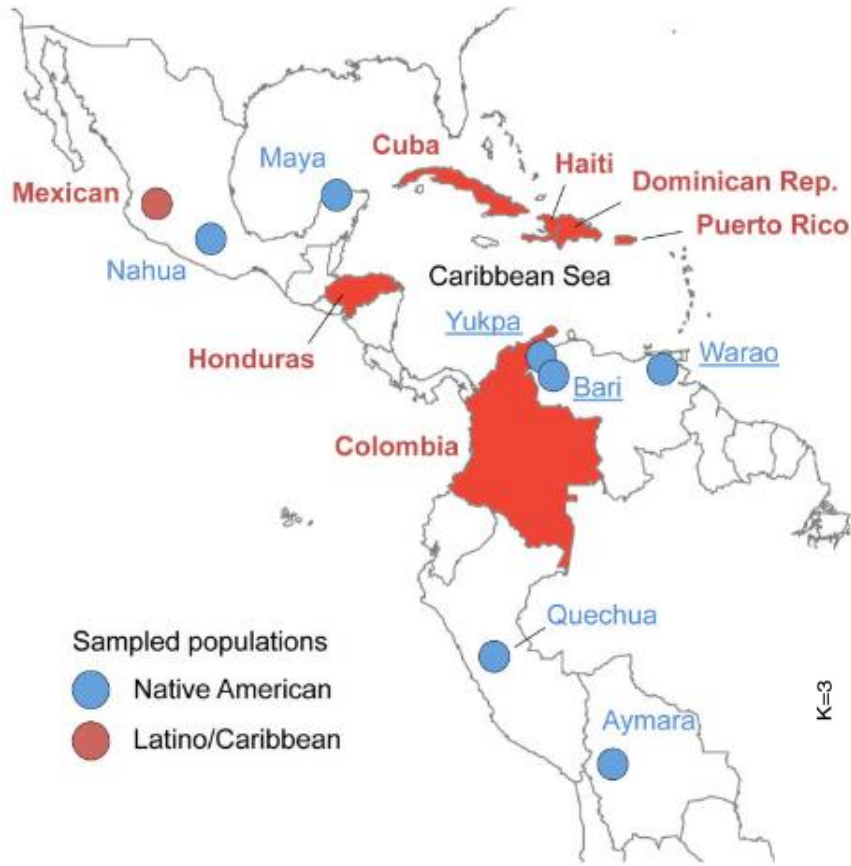 Cuba
Haiti
Maya
Mexican
Dominican Rep.
Puerto Rico
Nahua
Caribbean Sea
Yukpa
Warao
Honduras
Bari
Colombia
Quechua
Sampled populations
Native American
Latino/Caribbean
Aymara
K=3